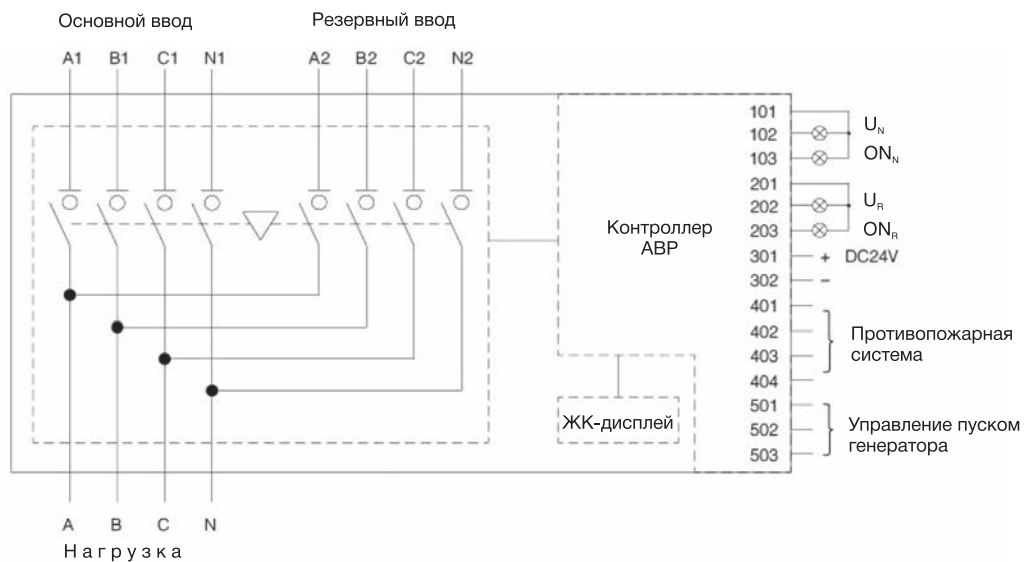 Основной ввод
Резервный ввод
A1 B1 C1 N1 A2 B2 C2 N2
101
102
103
U_N
ON_N
201
202
203
U_R
ON_R
301 + DC24V
302 −
401
402
403
404
Противопожарная
система
501
502
503
Управление пуском
генератора
Контроллер
АВР
ЖК-дисплей
A B C N
Нагрузка